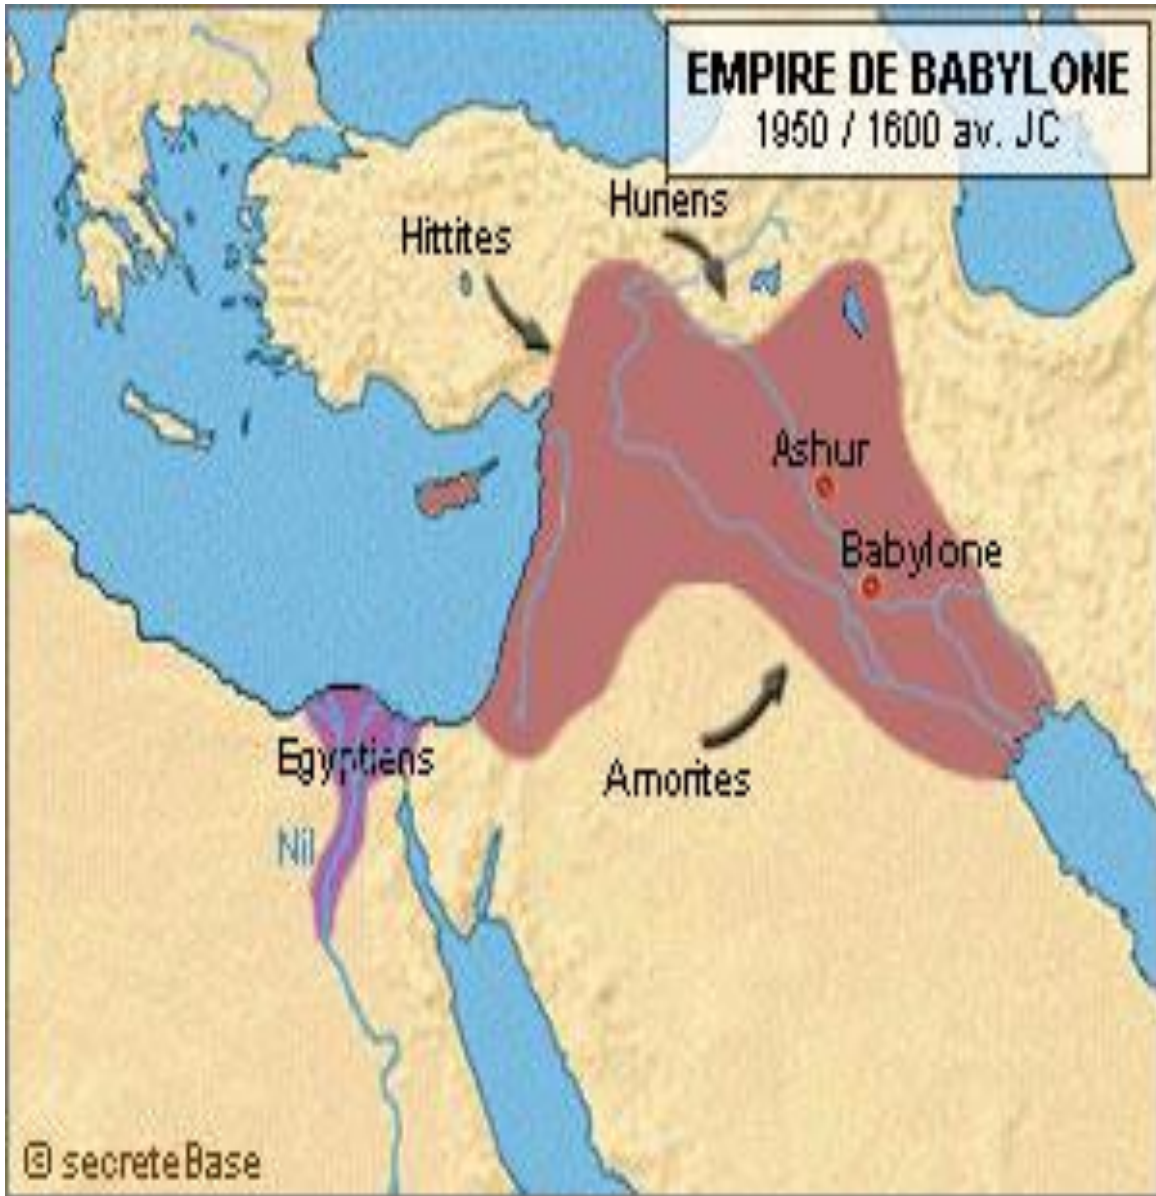 EMPIRE DE BABYLONE
1950 / 1600 av. JC
Huriens
Hittites
Ashur
Babylone
Egyptiens
Amorites
Nil
© secreteBase